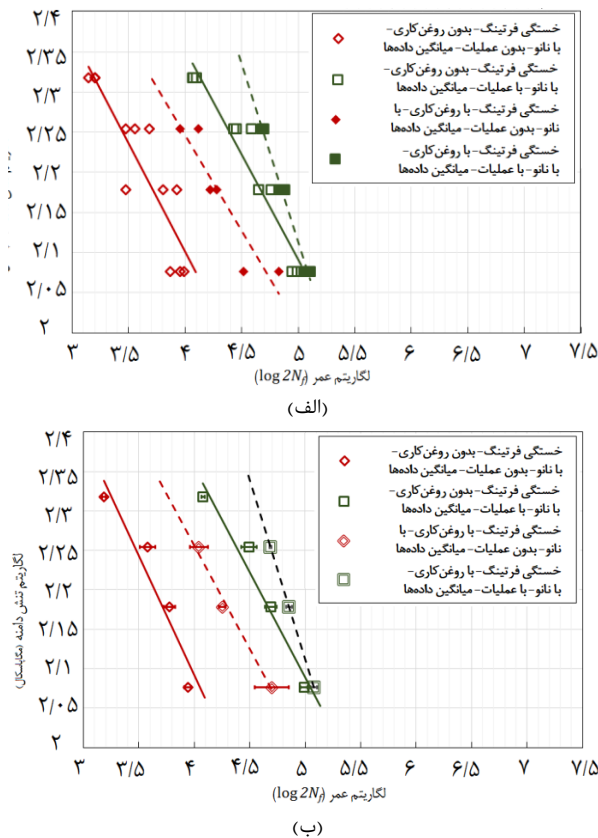 ۲/۴
۲/۳۵
۲/۳
۲/۲۵
۲/۲
۲/۱۵
۲/۱
۲/۰۵
۲
خستگی فرتینگ-بدون روغن‌کاری-
با نانو-بدون عملیات-میانگین داده‌ها
خستگی فرتینگ-بدون روغن‌کاری-
با نانو-با عملیات-میانگین داده‌ها
خستگی فرتینگ-با روغن‌کاری-با
نانو-بدون عملیات-میانگین داده‌ها
خستگی فرتینگ-با روغن‌کاری-
با نانو-با عملیات-میانگین داده‌ها
۳ ۳/۵ ۴ ۴/۵ ۵ ۵/۵ ۶ ۶/۵ ۷ ۷/۵
لگاریتم عمر (log 2Nf)
(الف)
۲/۴
۲/۳۵
۲/۳
۲/۲۵
۲/۲
۲/۱۵
۲/۱
۲/۰۵
۲
لگاریتم تنش دامنه (مگاپاسکال)
خستگی فرتینگ-بدون روغن‌کاری-
با نانو-بدون عملیات-میانگین داده‌ها
خستگی فرتینگ-بدون روغن‌کاری-
با نانو-با عملیات-میانگین داده‌ها
خستگی فرتینگ-با روغن‌کاری-با
نانو-بدون عملیات-میانگین داده‌ها
خستگی فرتینگ-با روغن‌کاری-
با نانو-با عملیات-میانگین داده‌ها
۳ ۳/۵ ۴ ۴/۵ ۵ ۵/۵ ۶ ۶/۵ ۷ ۷/۵
لگاریتم عمر (log 2Nf)
(ب)